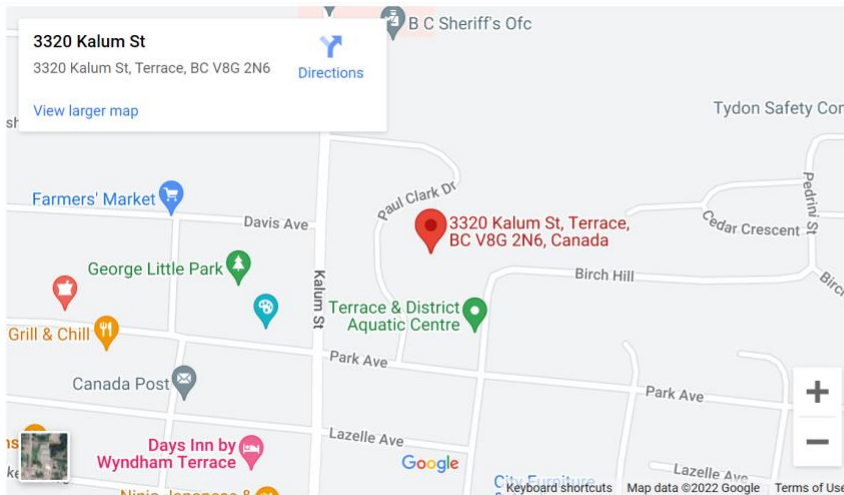 B C Sheriff's Ofc
3320 Kalum St
3320 Kalum St, Terrace, BC V8G 2N6
Directions
View larger map
Tydon Safety Con
sh
Paul Clark Dr
Pedrini St
Farmers' Market
Davis Ave
3320 Kalum St, Terrace,
BC V8G 2N6, Canada
Cedar Crescent
George Little Park
Kalum St
Birch Hill
Birch
Terrace & District
Aquatic Centre
Grill & Chill
Park Ave
Canada Post
Park Ave
Lazelle Ave
Days Inn by
Wyndham Terrace
Google
Lazelle Ave
City Furniture
Keyboard shortcuts
Map data ©2022 Google
Terms of Use